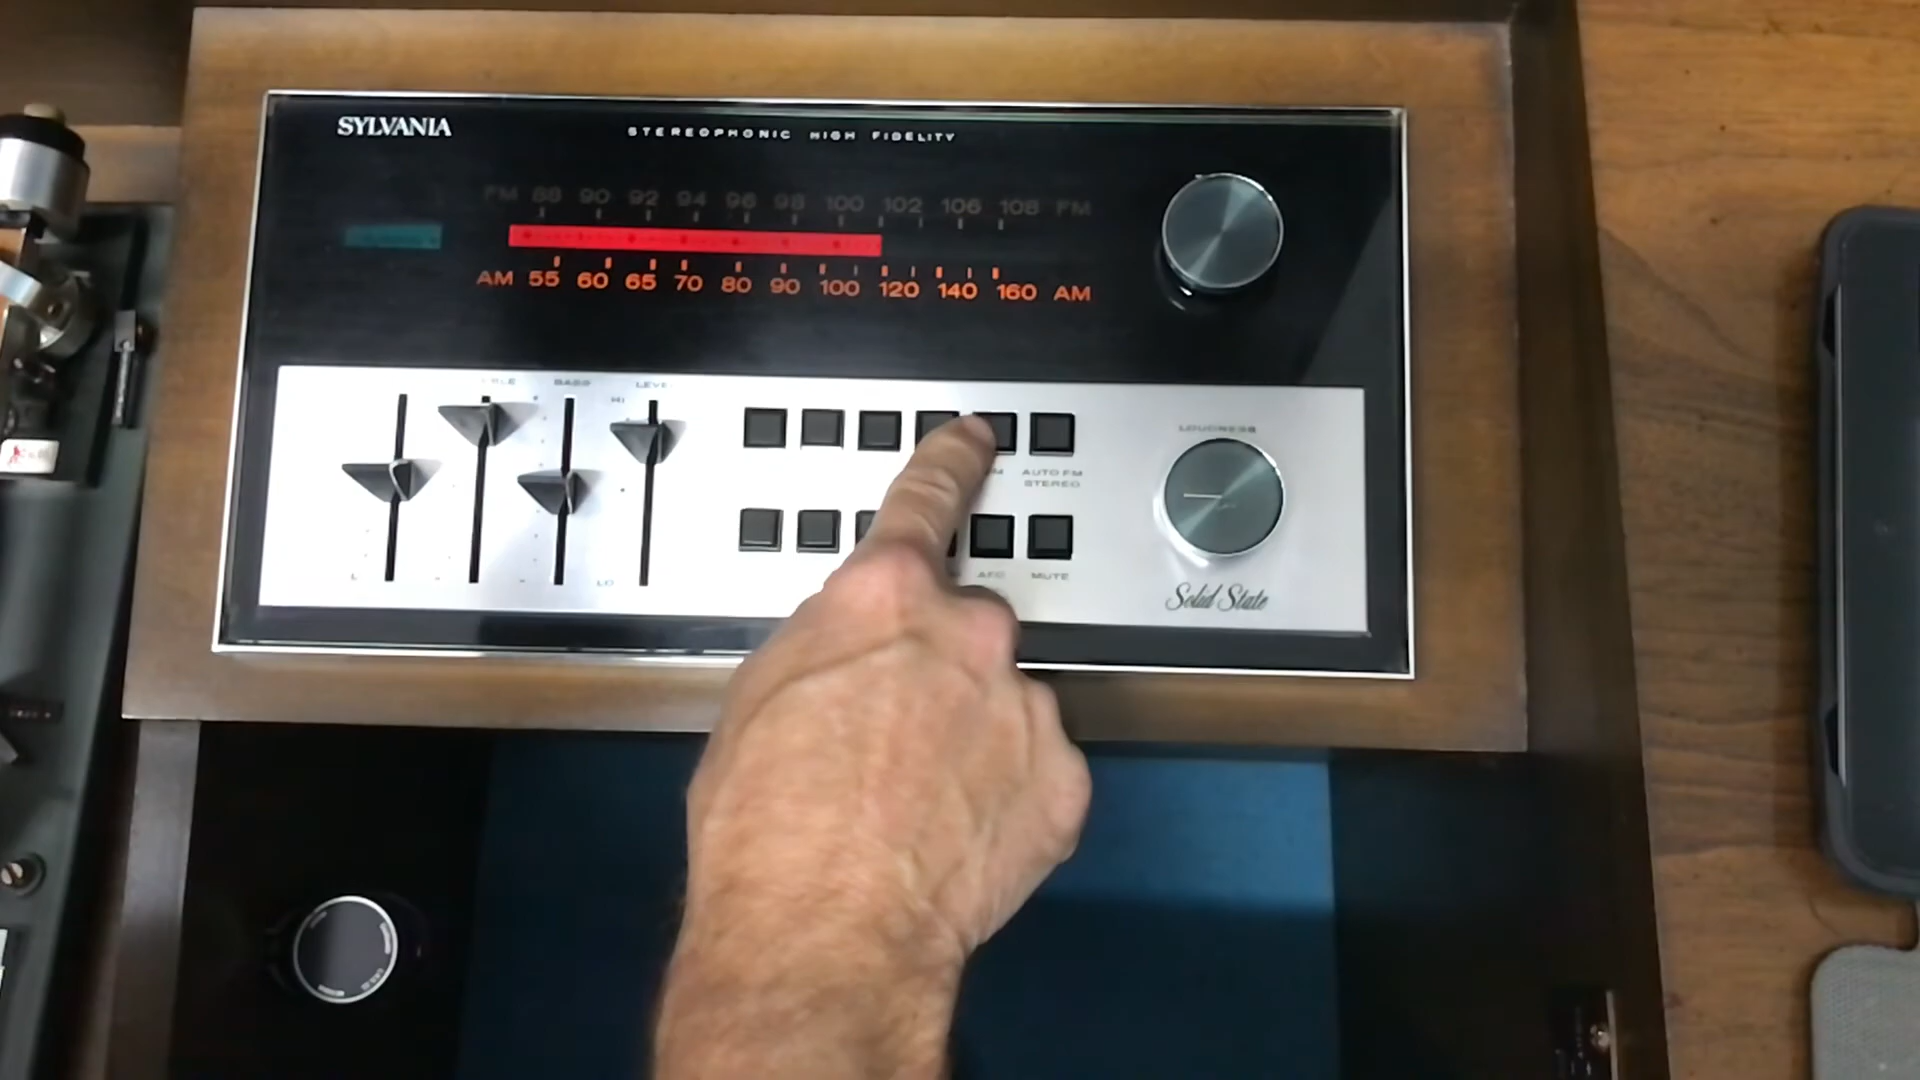 SYLVANIA
STEREOPHONIC HIGH FIDELITY
FM 88 90 92 94 96 98 100 102 106 108 FM
AM 55 60 65 70 80 90 100 120 140 160 AM
BASS
HI
LOUDNESS
AUTO FM
STEREO
LO
AFC
MUTE
Solid State